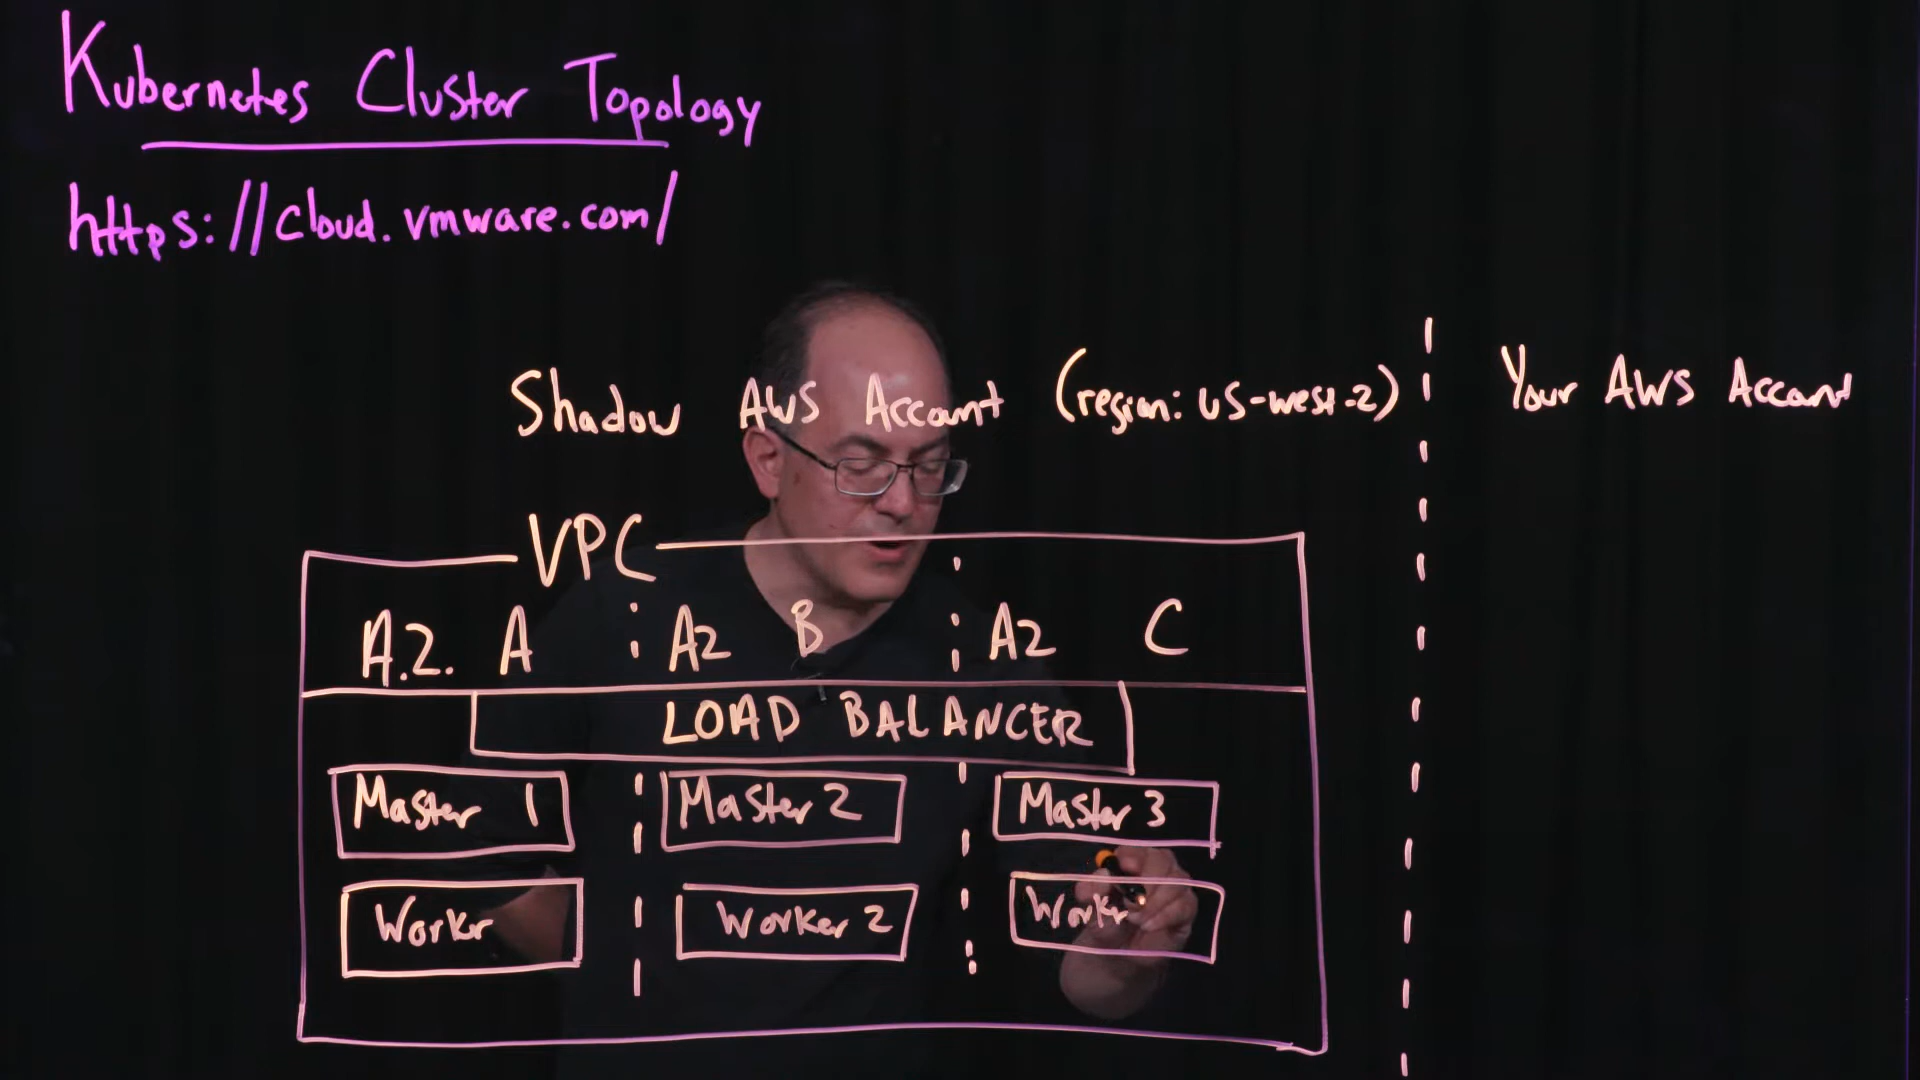 Kubernetes Cluster Topology
https://cloud.vmware.com/
Shadow AWS Account (region: us-west-2)
Your AWS Account
VPC
A.Z. A
AZ B
AZ C
LOAD BALANCER
Master 1
Master 2
Master 3
Worker
Worker 2
Worker